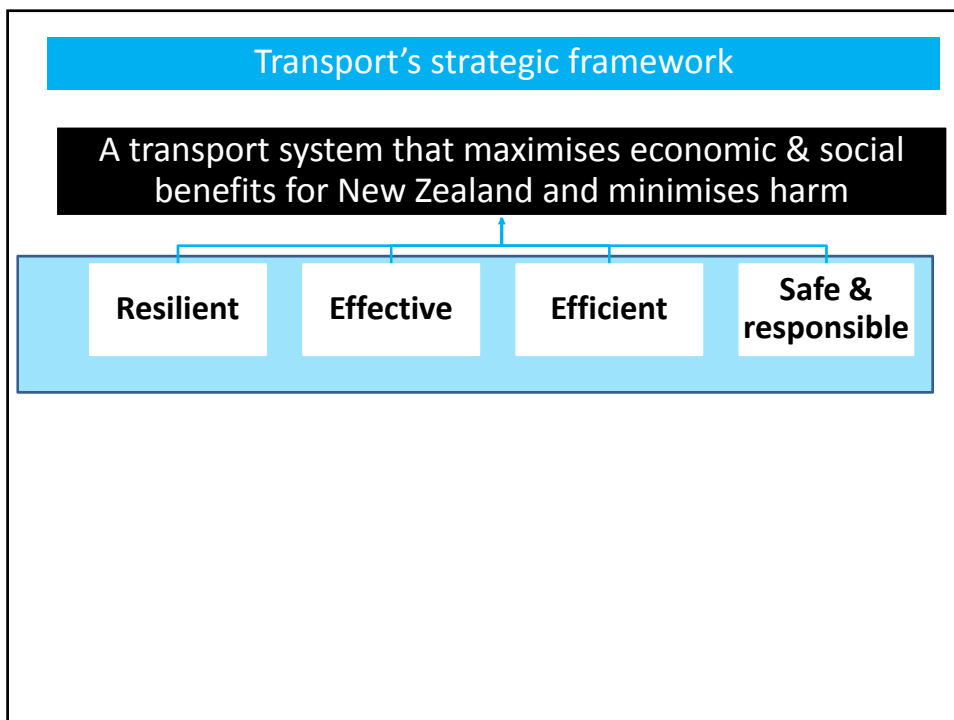 Transport’s strategic framework
A transport system that maximises economic & social
benefits for New Zealand and minimises harm
Resilient
Effective
Efficient
Safe &
responsible